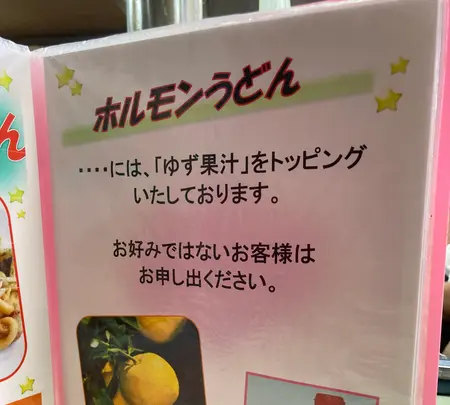 ホルモンうどん
····には、「ゆず果汁」をトッピング
いたしております。
お好みではないお客様は
お申し出ください。
ん